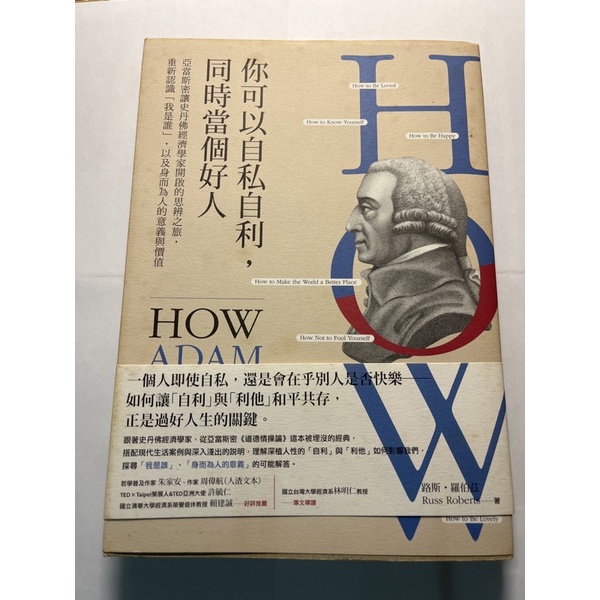 你可以自私自利，
同時當個好人
亞當斯密讓史丹佛經濟學家開啟的思辨之旅，
重新認識「我是誰」，以及身而為人的意義與價值
HOW
How to Be Loved
How to Know Yourself
How to Be Happy
How to Make the World a Better Place
How Not to Fool Yourself
HOW
ADAM
一個人即使自私，還是會在乎別人是否快樂——
如何讓「自利」與「利他」和平共存，
正是過好人生的關鍵。
跟著史丹佛經濟學家，從亞當斯密《道德情操論》這本被埋沒的經典，
搭配現代生活案例與深入淺出的說明，理解深植人性的「自利」與「利他」如何影響我們，
探尋「我是誰」、「身而為人的意義」的可能解答。
哲學普及作家 朱家安、作家 周偉航（人渣文本）
TED×Taipei策展人&TED亞洲大使 許毓仁
國立清華大學經濟系榮譽退休教授 賴建誠——好評推薦
國立台灣大學經濟系林明仁教授
——專文導讀
路斯・羅伯茲
Russ Roberts——著
How to Be Lovely